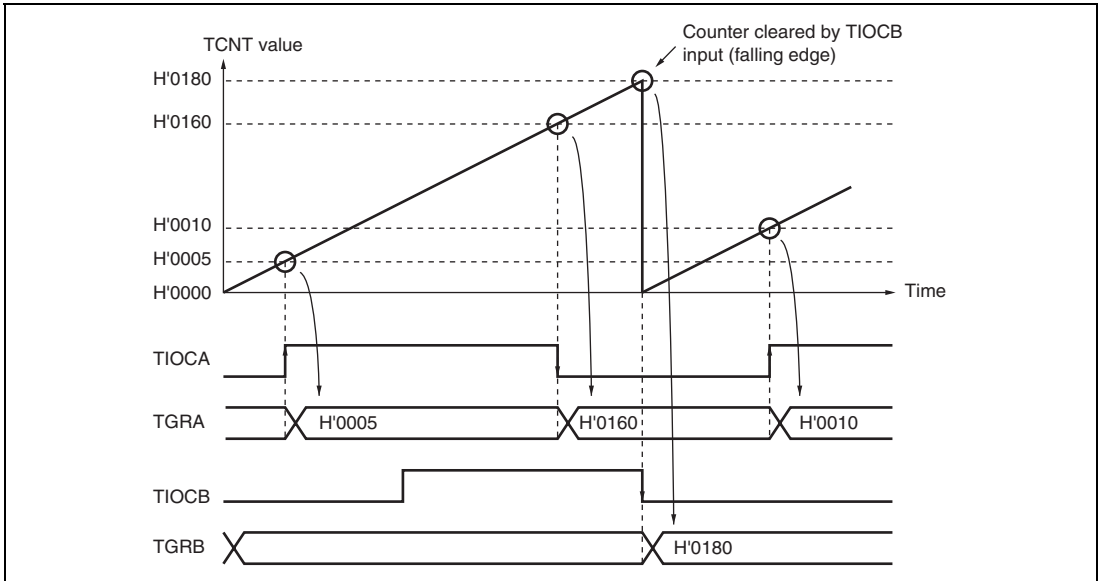 TCNT value
Counter cleared by TIOCB
input (falling edge)
H'0180
H'0160
H'0010
H'0005
H'0000
Time
TIOCA
TGRA
H'0005
H'0160
H'0010
TIOCB
TGRB
H'0180